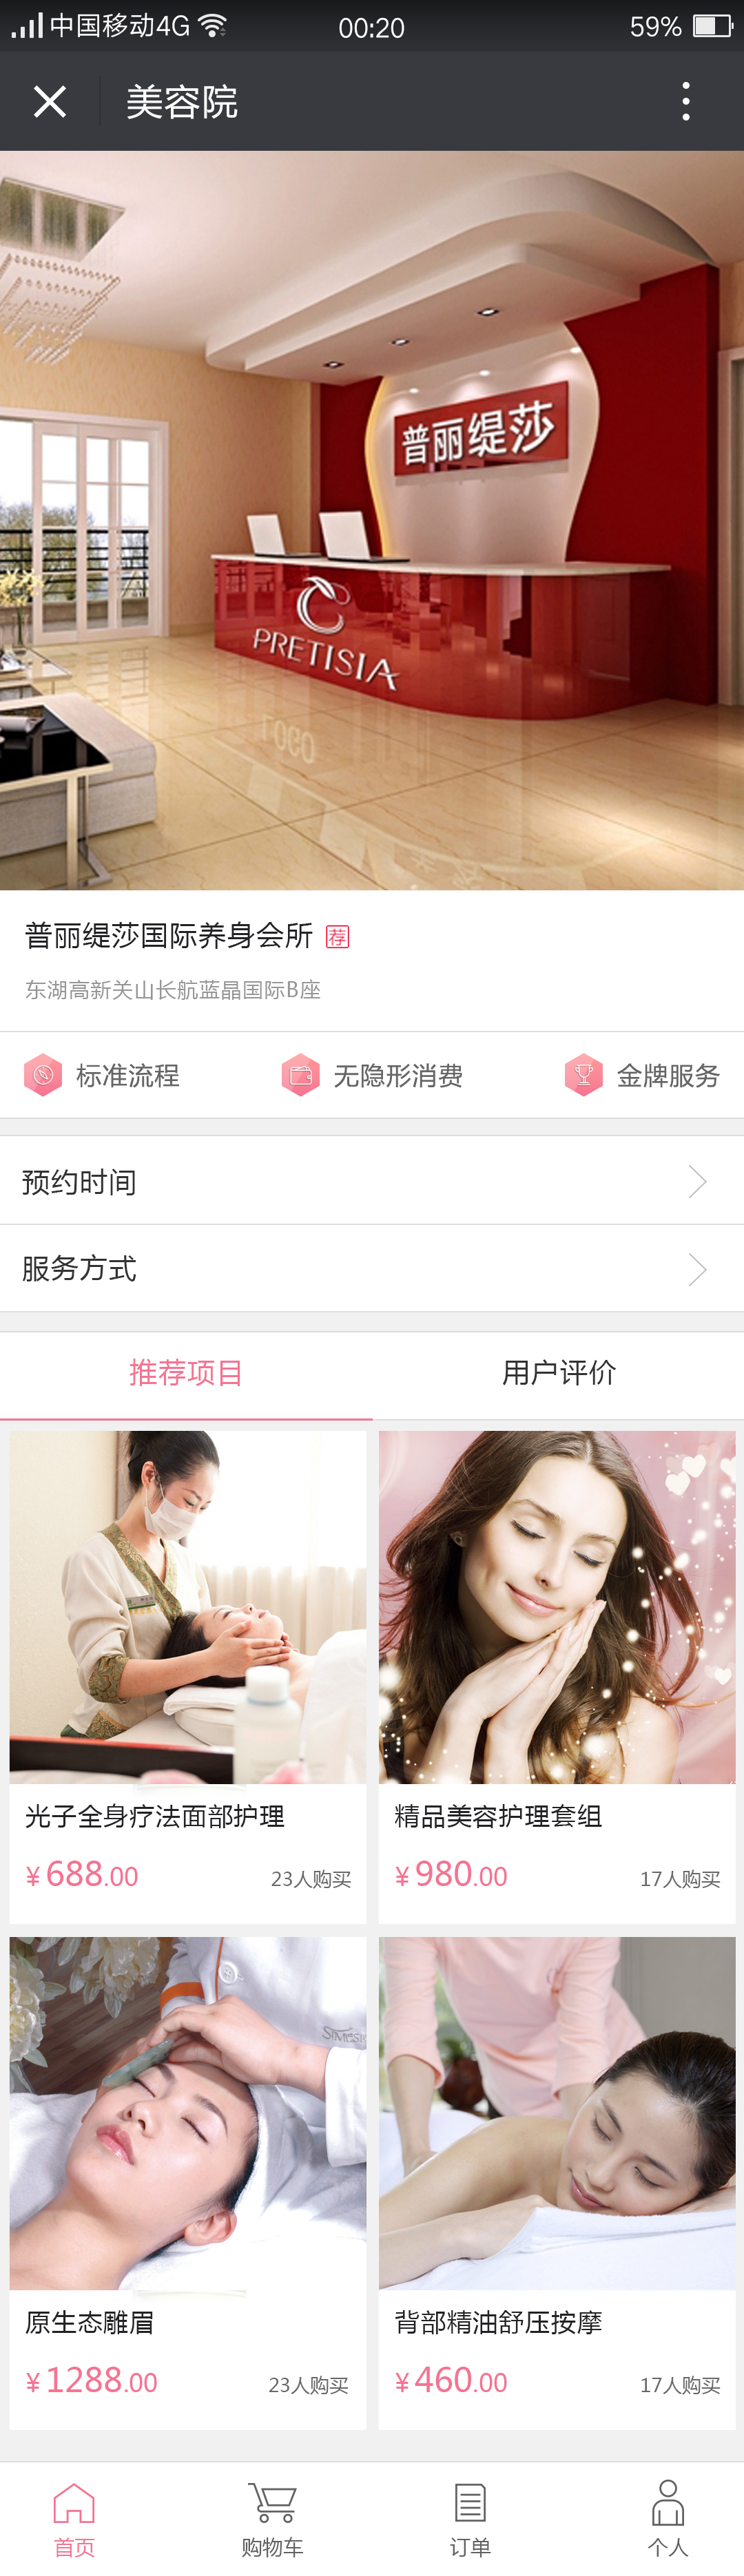 中国移动4G 00:20 59%
美容院
普丽缇莎
PRETISIA
LOGO
普丽缇莎国际养身会所 荐
东湖高新关山长航蓝晶国际B座
标准流程 无隐形消费 金牌服务
预约时间
服务方式
推荐项目 用户评价
光子全身疗法面部护理
¥688.00 23人购买
精品美容护理套组
¥980.00 17人购买
原生态雕眉
¥1288.00 23人购买
背部精油舒压按摩
¥460.00 17人购买
首页 购物车 订单 个人